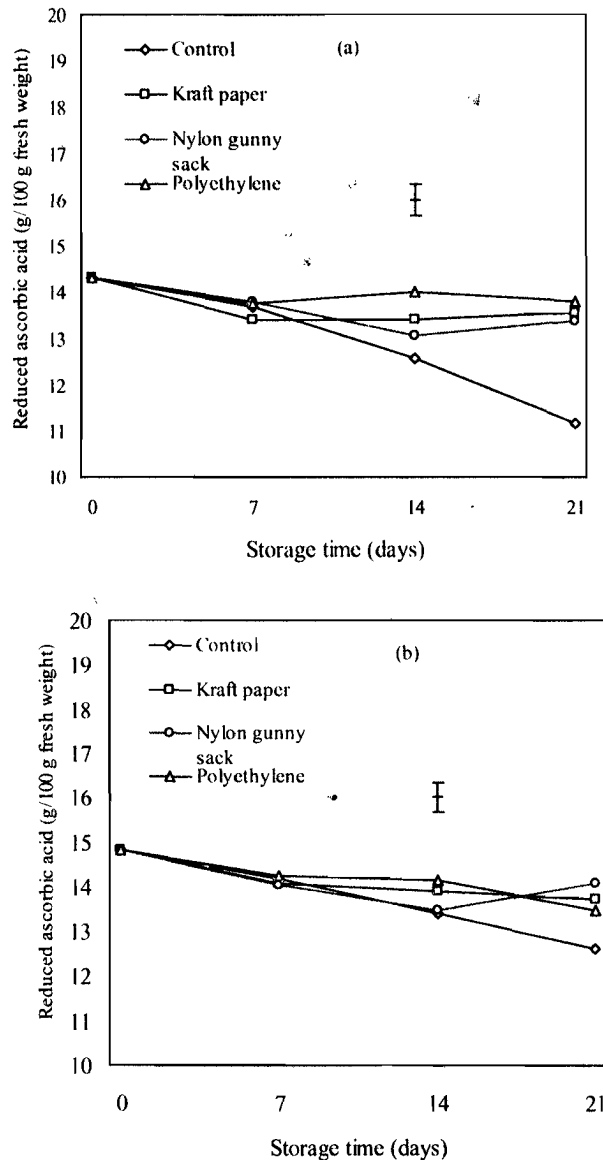 20
19
18
17
16
15
14
13
12
11
10
Reduced ascorbic acid (g/100 g fresh weight)
Control
(a)
Kraft paper
Nylon gunny
sack
Polyethylene
0 7 14 21
Storage time (days)
20
19
18
17
16
15
14
13
12
11
10
Reduced ascorbic acid (g/100 g fresh weight)
Control
(b)
Kraft paper
Nylon gunny
sack
Polyethylene
0 7 14 21
Storage time (days)